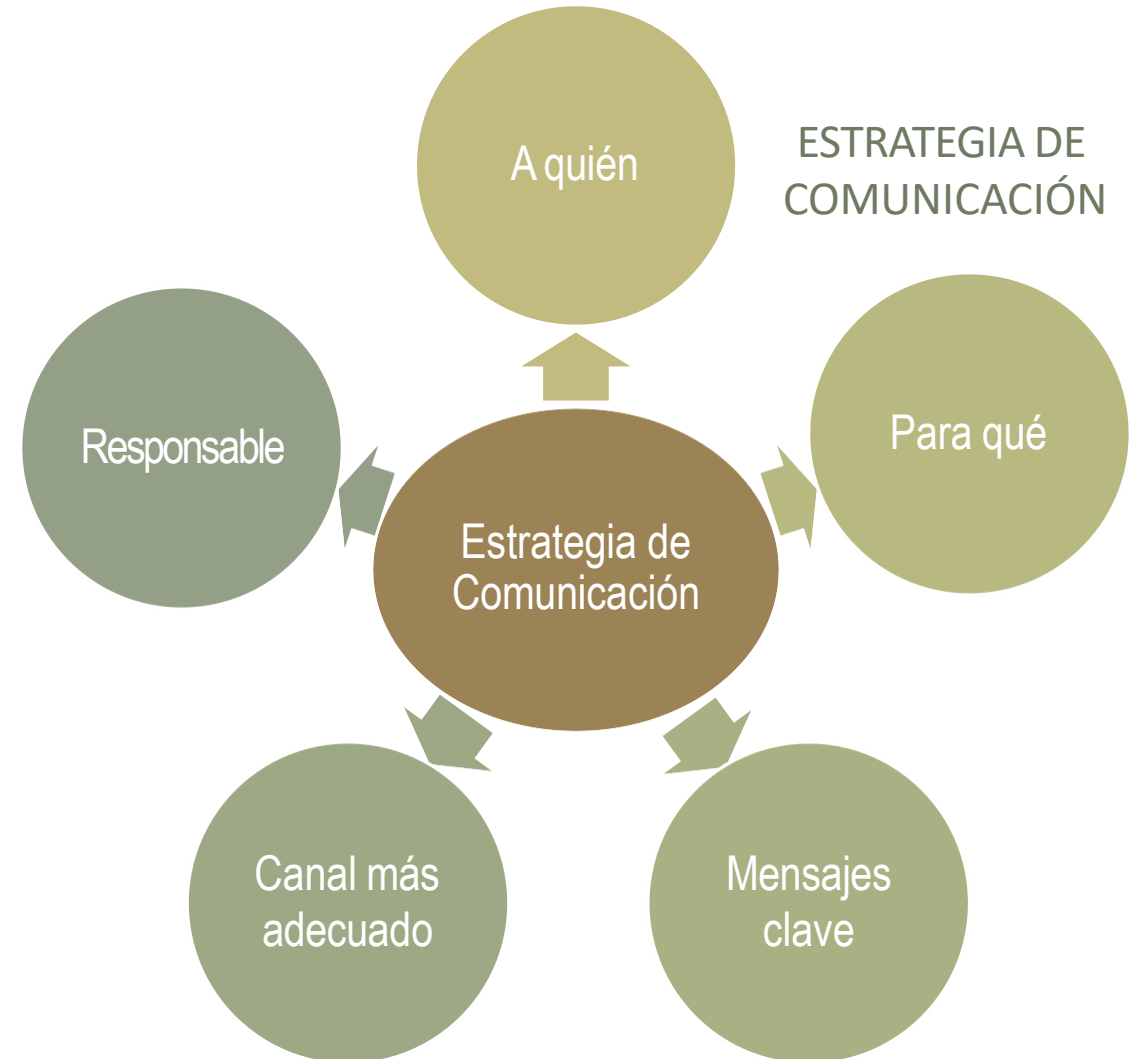 ESTRATEGIA DE
COMUNICACIÓN
A quién
Para qué
Mensajes
clave
Canal más
adecuado
Responsable
Estrategia de
Comunicación